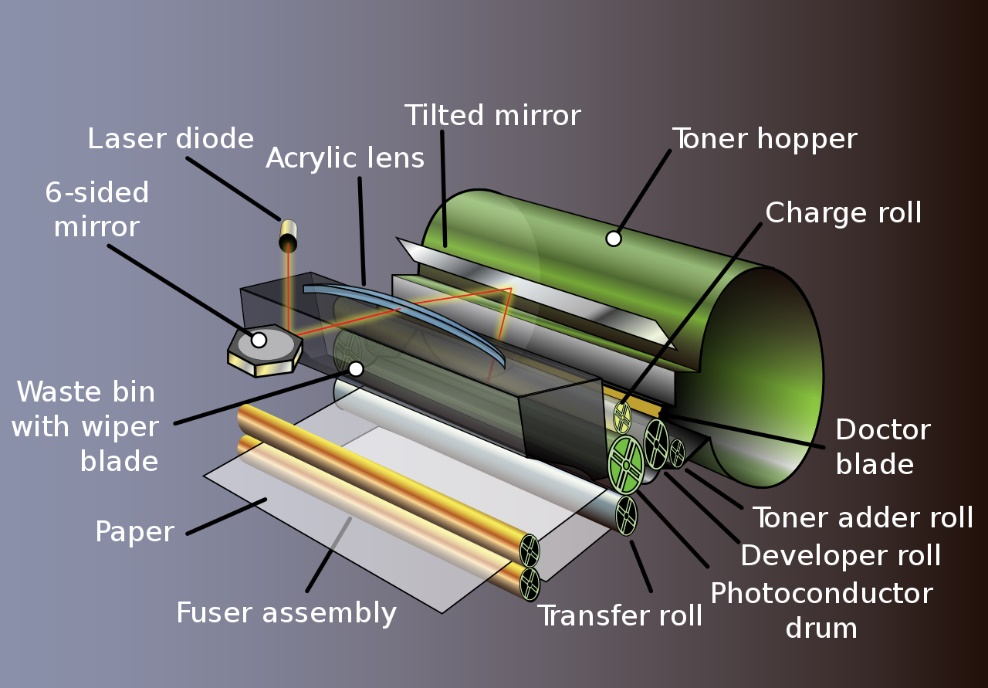 Tilted mirror
Laser diode
Toner hopper
Acrylic lens
6-sided
mirror
Charge roll
Waste bin
with wiper
blade
Doctor
blade
Paper
Toner adder roll
Developer roll
Photoconductor
drum
Fuser assembly
Transfer roll